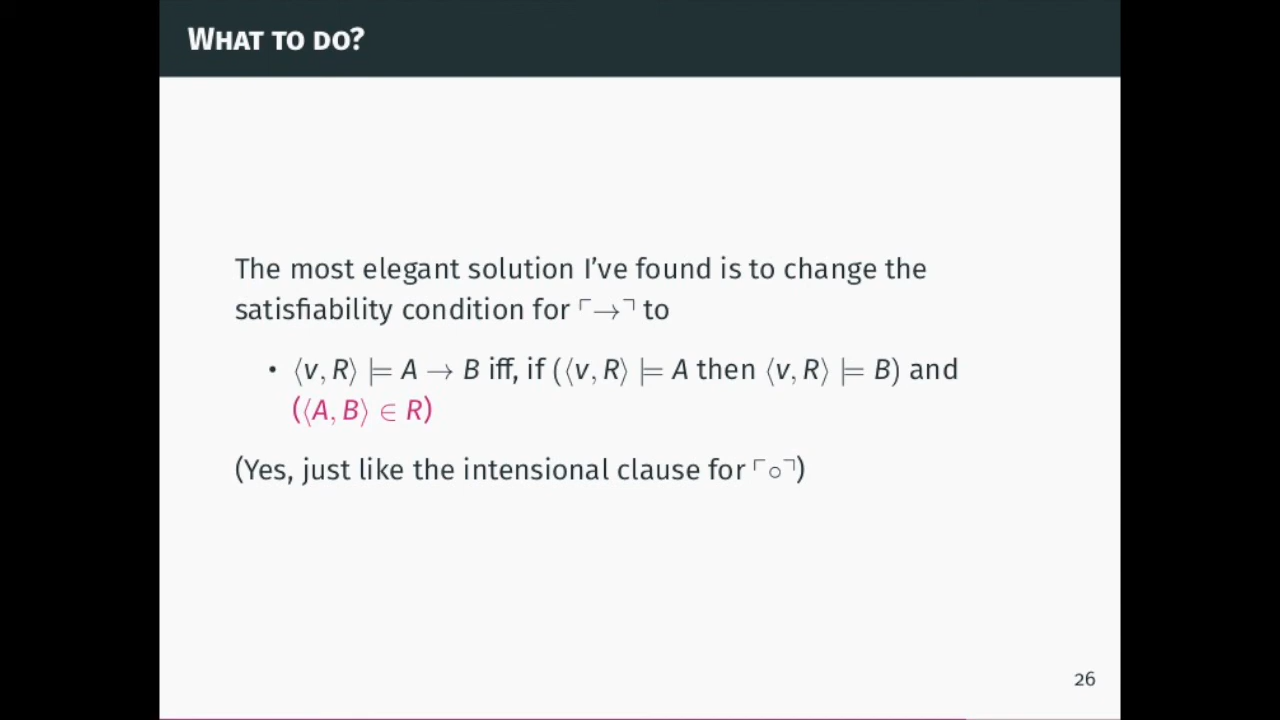 WHAT TO DO?
The most elegant solution I’ve found is to change the
satisfiability condition for ⌜→⌝ to
• ⟨v, R⟩ ⊨ A → B iff, if (⟨v, R⟩ ⊨ A then ⟨v, R⟩ ⊨ B) and
(⟨A, B⟩ ∈ R)
(Yes, just like the intensional clause for ⌜∘⌝)
26